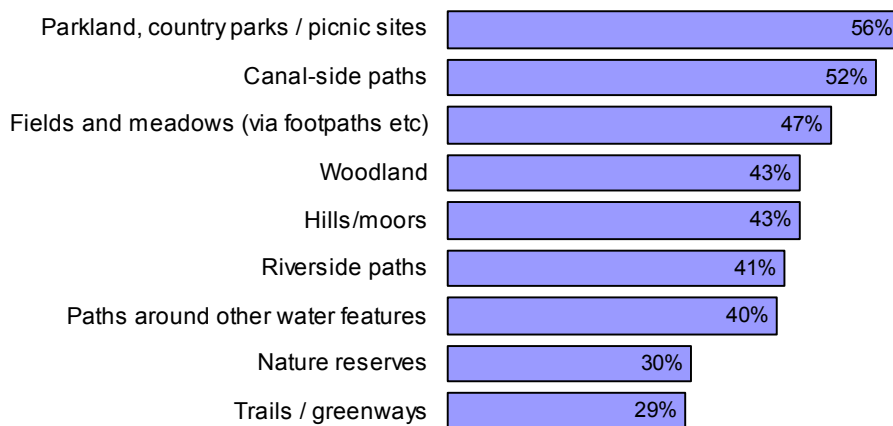 Parkland, country parks / picnic sites 56%
Canal-side paths 52%
Fields and meadows (via footpaths etc) 47%
Woodland 43%
Hills/moors 43%
Riverside paths 41%
Paths around other water features 40%
Nature reserves 30%
Trails / greenways 29%